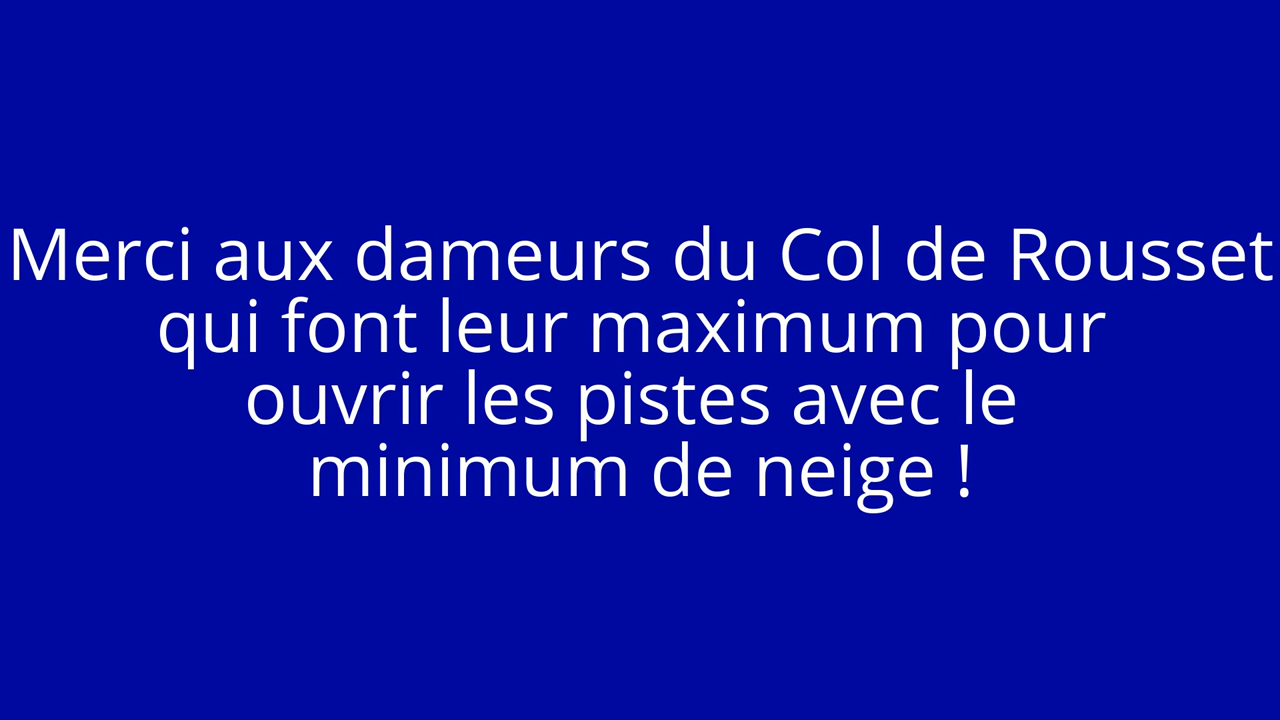 Merci aux dameurs du Col de Rousset
qui font leur maximum pour
ouvrir les pistes avec le
minimum de neige !